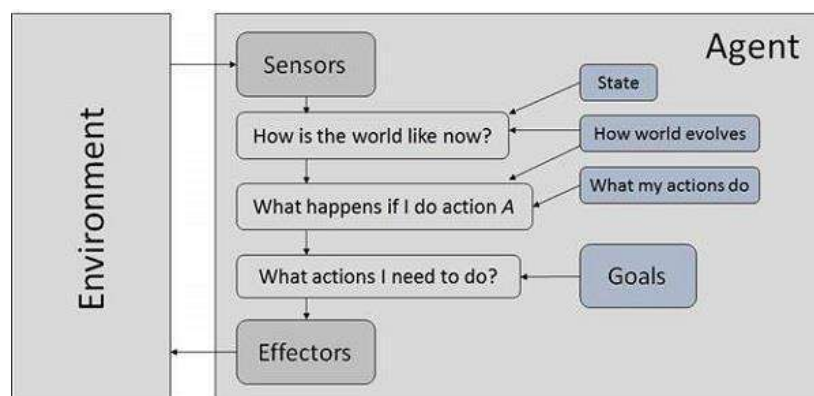 Agent
Environment
Sensors
State
How is the world like now?
How world evolves
What my actions do
What happens if I do action A
What actions I need to do?
Goals
Effectors